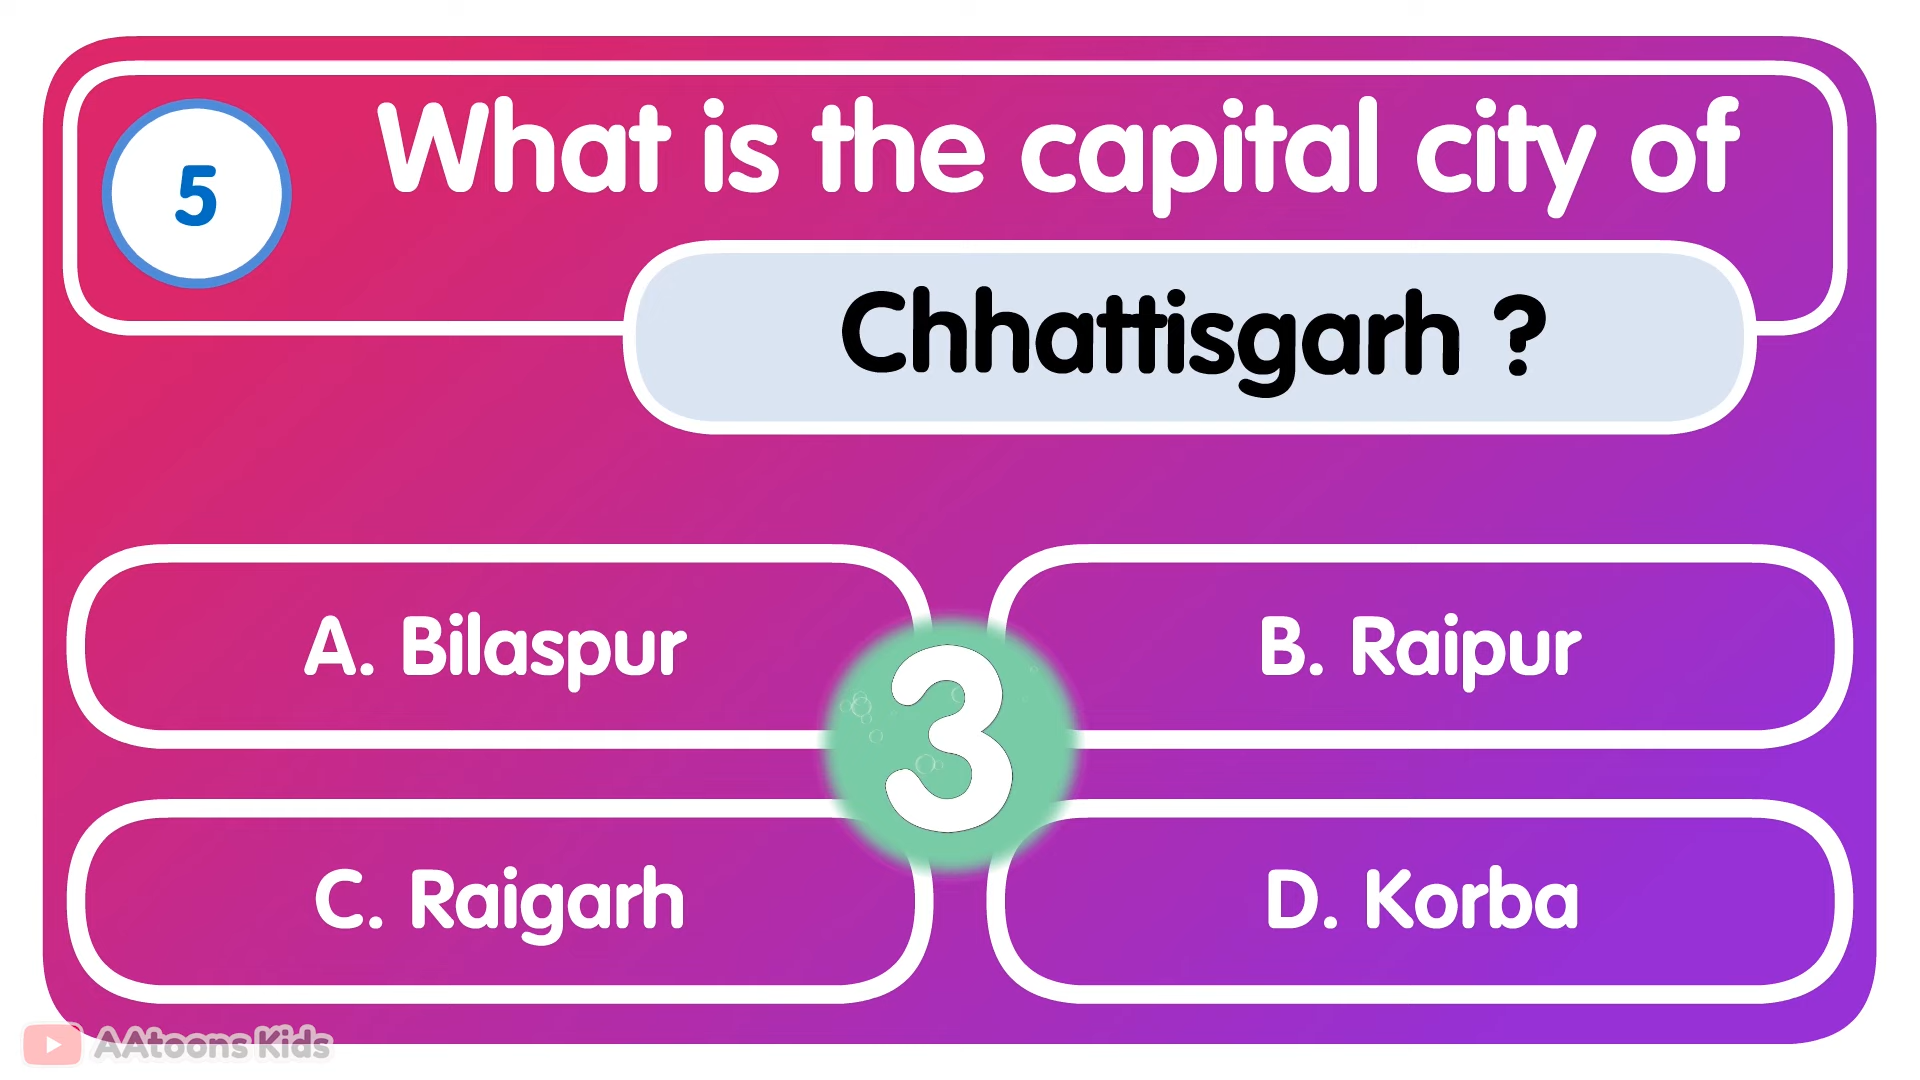 5
What is the capital city of
Chhattisgarh ?
A. Bilaspur
B. Raipur
3
C. Raigarh
D. Korba
AAtoons Kids